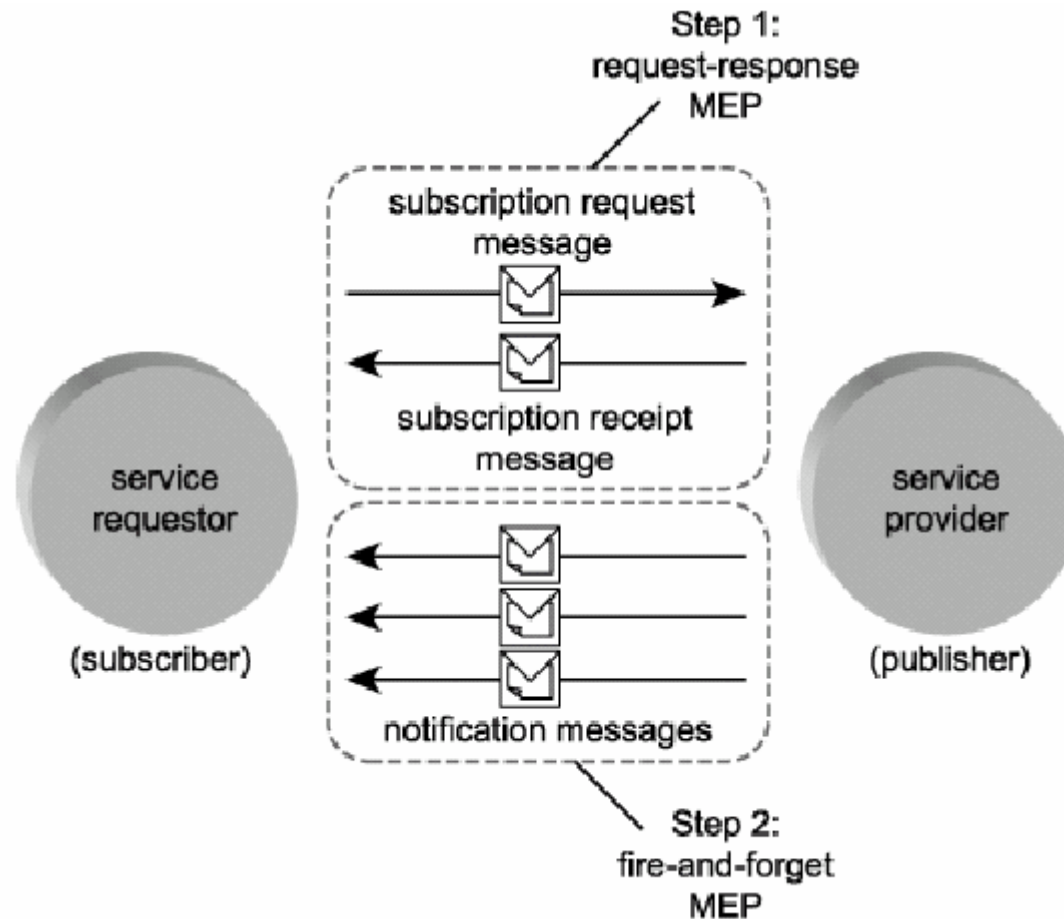 Step 1:
request-response
MEP
subscription request
message
subscription receipt
message
service
requestor
(subscriber)
service
provider
(publisher)
notification messages
Step 2:
fire-and-forget
MEP